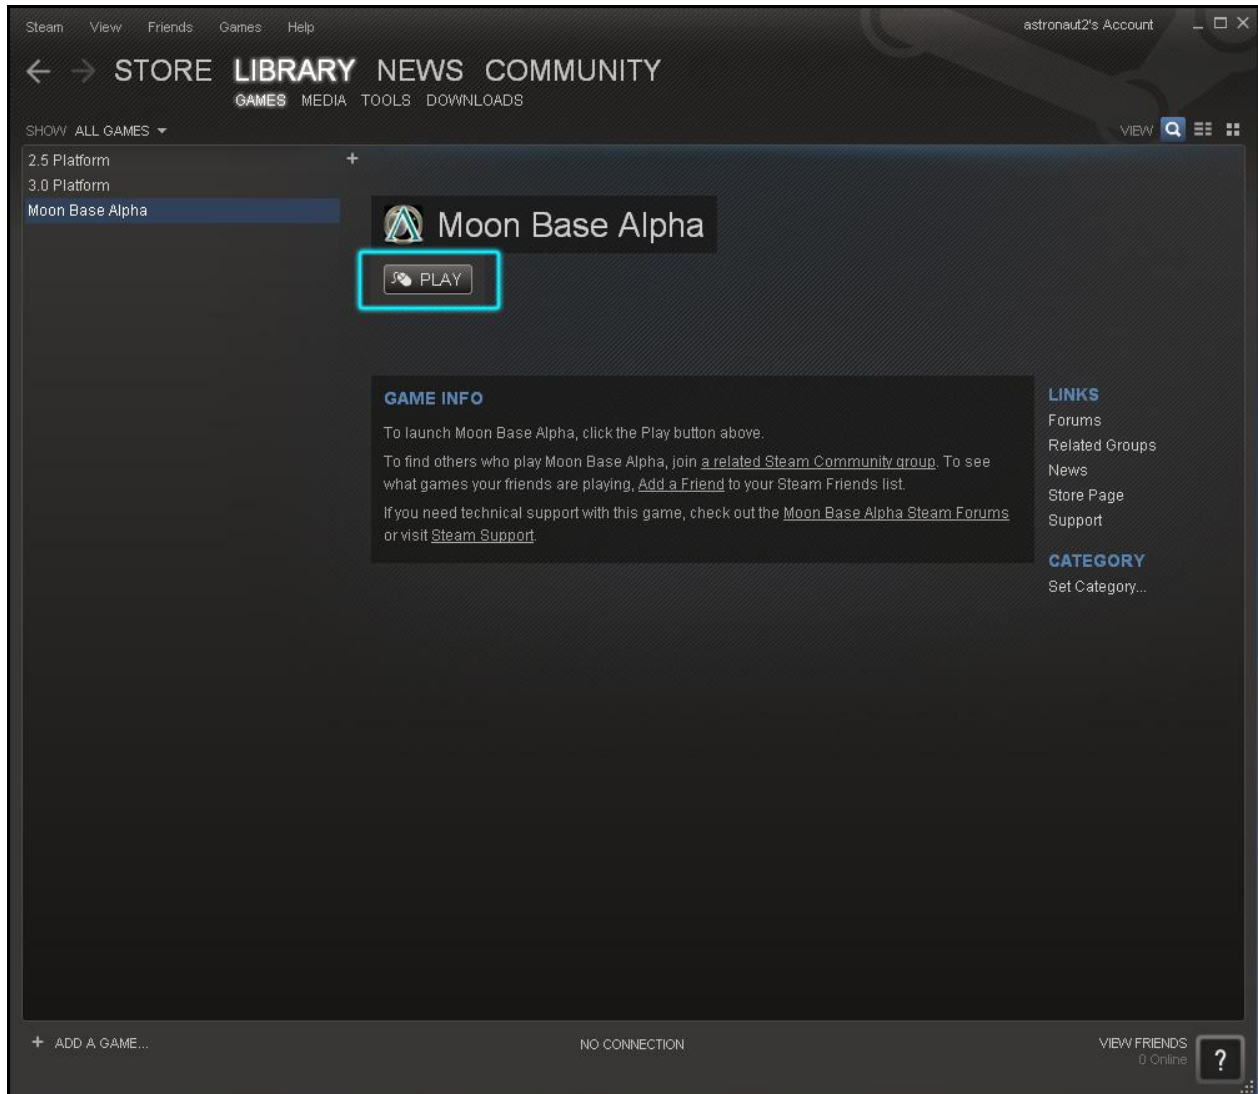 Steam View Friends Games Help
astronaut2's Account
STORE LIBRARY NEWS COMMUNITY
GAMES MEDIA TOOLS DOWNLOADS
SHOW ALL GAMES
VIEW
2.5 Platform
+
3.0 Platform
Moon Base Alpha
Moon Base Alpha
PLAY
GAME INFO
To launch Moon Base Alpha, click the Play button above.
To find others who play Moon Base Alpha, join a related Steam Community group. To see
what games your friends are playing, Add a Friend to your Steam Friends list.
If you need technical support with this game, check out the Moon Base Alpha Steam Forums
or visit Steam Support.
LINKS
Forums
Related Groups
News
Store Page
Support
CATEGORY
Set Category...
+ ADD A GAME...
NO CONNECTION
VIEW FRIENDS
0 Online
?